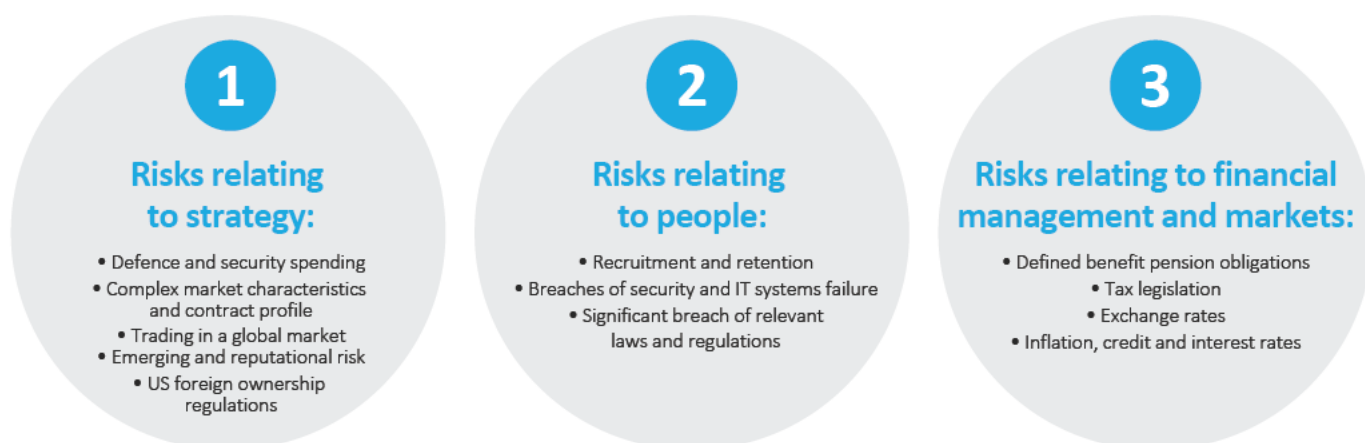 1
Risks relating
to strategy:
• Defence and security spending
• Complex market characteristics
and contract profile
• Trading in a global market
• Emerging and reputational risk
• US foreign ownership
regulations
2
Risks relating
to people:
• Recruitment and retention
• Breaches of security and IT systems failure
• Significant breach of relevant
laws and regulations
3
Risks relating to financial
management and markets:
• Defined benefit pension obligations
• Tax legislation
• Exchange rates
• Inflation, credit and interest rates